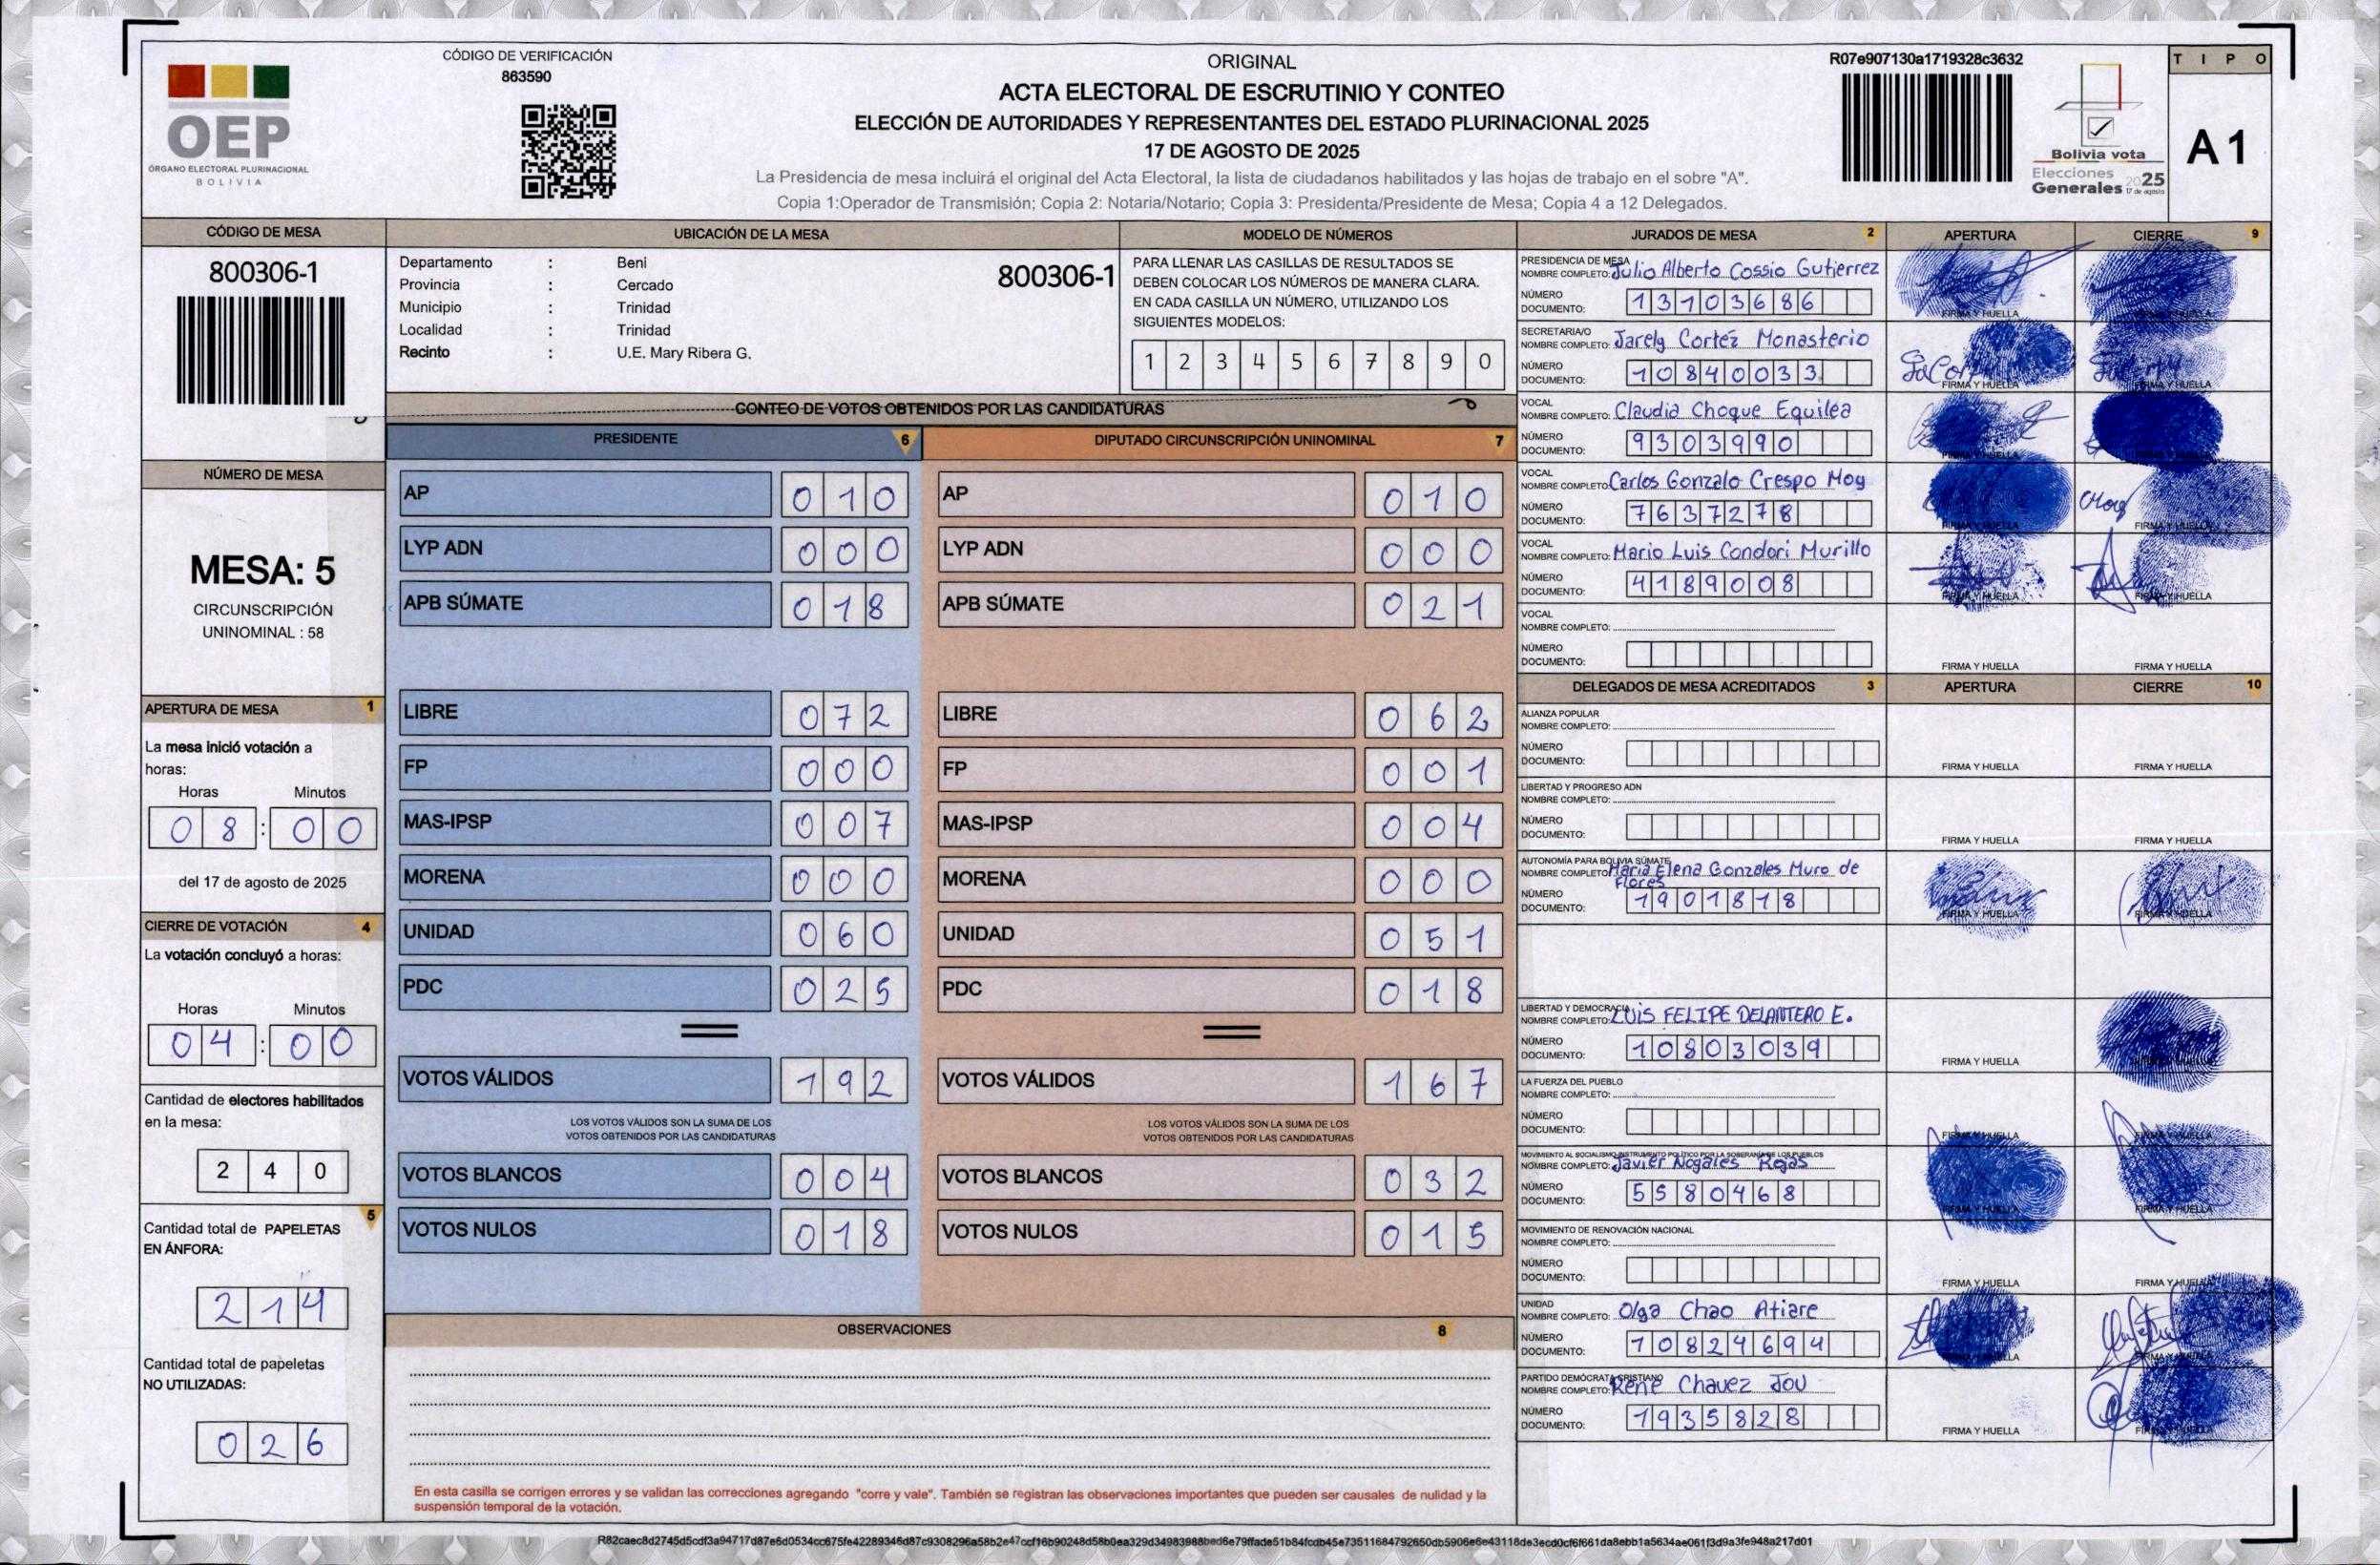 CÓDIGO DE VERIFICACIÓN
863590
OEP
ÓRGANO ELECTORAL PLURINACIONAL
BOLIVIA
ORIGINAL
ACTA ELECTORAL DE ESCRUTINIO Y CONTEO
ELECCIÓN DE AUTORIDADES Y REPRESENTANTES DEL ESTADO PLURINACIONAL 2025
17 DE AGOSTO DE 2025
La Presidencia de mesa incluirá el original del Acta Electoral, la lista de ciudadanos habilitados y las hojas de trabajo en el sobre "A".
Copia 1:Operador de Transmisión; Copia 2: Notaria/Notario; Copia 3: Presidenta/Presidente de Mesa; Copia 4 a 12 Delegados.
R07e907130a1719328c3632
Bolivia vota
Elecciones
Generales 2025
17 de agosto
TIPO
A 1
CÓDIGO DE MESA
800306-1
UBICACIÓN DE LA MESA
Departamento : Beni
Provincia : Cercado
Municipio : Trinidad
Localidad : Trinidad
Recinto : U.E. Mary Ribera G.
800306-1
MODELO DE NÚMEROS
PARA LLENAR LAS CASILLAS DE RESULTADOS SE
DEBEN COLOCAR LOS NÚMEROS DE MANERA CLARA.
EN CADA CASILLA UN NÚMERO, UTILIZANDO LOS
SIGUIENTES MODELOS:
1 2 3 4 5 6 7 8 9 0
NÚMERO DE MESA
MESA: 5
CIRCUNSCRIPCIÓN
UNINOMINAL : 58
APERTURA DE MESA 1
La mesa inició votación a
horas:
Horas Minutos
08 : 00
del 17 de agosto de 2025
CIERRE DE VOTACIÓN 4
La votación concluyó a horas:
Horas Minutos
04 : 00
Cantidad de electores habilitados
en la mesa:
240
5
Cantidad total de PAPELETAS
EN ÁNFORA:
214
Cantidad total de papeletas
NO UTILIZADAS:
026
CONTEO DE VOTOS OBTENIDOS POR LAS CANDIDATURAS
PRESIDENTE 6
AP 010
LYP ADN 000
APB SÚMATE 018
LIBRE 072
FP 000
MAS-IPSP 007
MORENA 000
UNIDAD 060
PDC 025
VOTOS VÁLIDOS 192
LOS VOTOS VÁLIDOS SON LA SUMA DE LOS
VOTOS OBTENIDOS POR LAS CANDIDATURAS
VOTOS BLANCOS 004
VOTOS NULOS 018
DIPUTADO CIRCUNSCRIPCIÓN UNINOMINAL 7
AP 010
LYP ADN 000
APB SÚMATE 021
LIBRE 062
FP 001
MAS-IPSP 004
MORENA 000
UNIDAD 051
PDC 018
VOTOS VÁLIDOS 167
LOS VOTOS VÁLIDOS SON LA SUMA DE LOS
VOTOS OBTENIDOS POR LAS CANDIDATURAS
VOTOS BLANCOS 032
VOTOS NULOS 015
OBSERVACIONES 8
En esta casilla se corrigen errores y se validan las correcciones agregando "corre y vale". También se registran las observaciones importantes que pueden ser causales de nulidad y la
suspensión temporal de la votación.
JURADOS DE MESA 2 APERTURA CIERRE 9
PRESIDENCIA DE MESA
NOMBRE COMPLETO: Julio Alberto Cossio Gutierrez
NÚMERO
DOCUMENTO: 13103686
FIRMA Y HUELLA FIRMA Y HUELLA
SECRETARIA/O
NOMBRE COMPLETO: Jarely Cortéz Monasterio
NÚMERO
DOCUMENTO: 10840033
FIRMA Y HUELLA FIRMA Y HUELLA
VOCAL
NOMBRE COMPLETO: Claudia Choque Equilea
NÚMERO
DOCUMENTO: 9303990
VOCAL
NOMBRE COMPLETO: Carlos Gonzalo Crespo Moy
NÚMERO
DOCUMENTO: 7637278
FIRMA Y HUELLA FIRMA Y HUELLA
VOCAL
NOMBRE COMPLETO: Mario Luis Condori Murillo
NÚMERO
DOCUMENTO: 4189008
FIRMA Y HUELLA FIRMA Y HUELLA
VOCAL
NOMBRE COMPLETO:
NÚMERO
DOCUMENTO:
FIRMA Y HUELLA FIRMA Y HUELLA
DELEGADOS DE MESA ACREDITADOS 3 APERTURA CIERRE 10
ALIANZA POPULAR
NOMBRE COMPLETO:
NÚMERO
DOCUMENTO:
FIRMA Y HUELLA FIRMA Y HUELLA
LIBERTAD Y PROGRESO ADN
NOMBRE COMPLETO:
NÚMERO
DOCUMENTO:
FIRMA Y HUELLA FIRMA Y HUELLA
AUTONOMÍA PARA BOLIVIA SÚMATE
NOMBRE COMPLETO: Maria Elena Gonzales Muro de
Flores
NÚMERO
DOCUMENTO: 1901818
FIRMA Y HUELLA FIRMA Y HUELLA
LIBERTAD Y DEMOCRACIA
NOMBRE COMPLETO: LUIS FELIPE DELANTERO E.
NÚMERO
DOCUMENTO: 10803039
FIRMA Y HUELLA
LA FUERZA DEL PUEBLO
NOMBRE COMPLETO:
NÚMERO
DOCUMENTO:
FIRMA Y HUELLA FIRMA Y HUELLA
MOVIMIENTO AL SOCIALISMO-INSTRUMENTO POLÍTICO POR LA SOBERANÍA DE LOS PUEBLOS
NOMBRE COMPLETO: Javier Nogales Rojas
NÚMERO
DOCUMENTO: 5580468
FIRMA Y HUELLA FIRMA Y HUELLA
MOVIMIENTO DE RENOVACIÓN NACIONAL
NOMBRE COMPLETO:
NÚMERO
DOCUMENTO:
FIRMA Y HUELLA FIRMA Y HUELLA
UNIDAD
NOMBRE COMPLETO: Olga Chao Atiare
NÚMERO
DOCUMENTO: 10824694
FIRMA Y HUELLA FIRMA Y HUELLA
PARTIDO DEMÓCRATA CRISTIANO
NOMBRE COMPLETO: René Chavez Jou
NÚMERO
DOCUMENTO: 1935828
FIRMA Y HUELLA